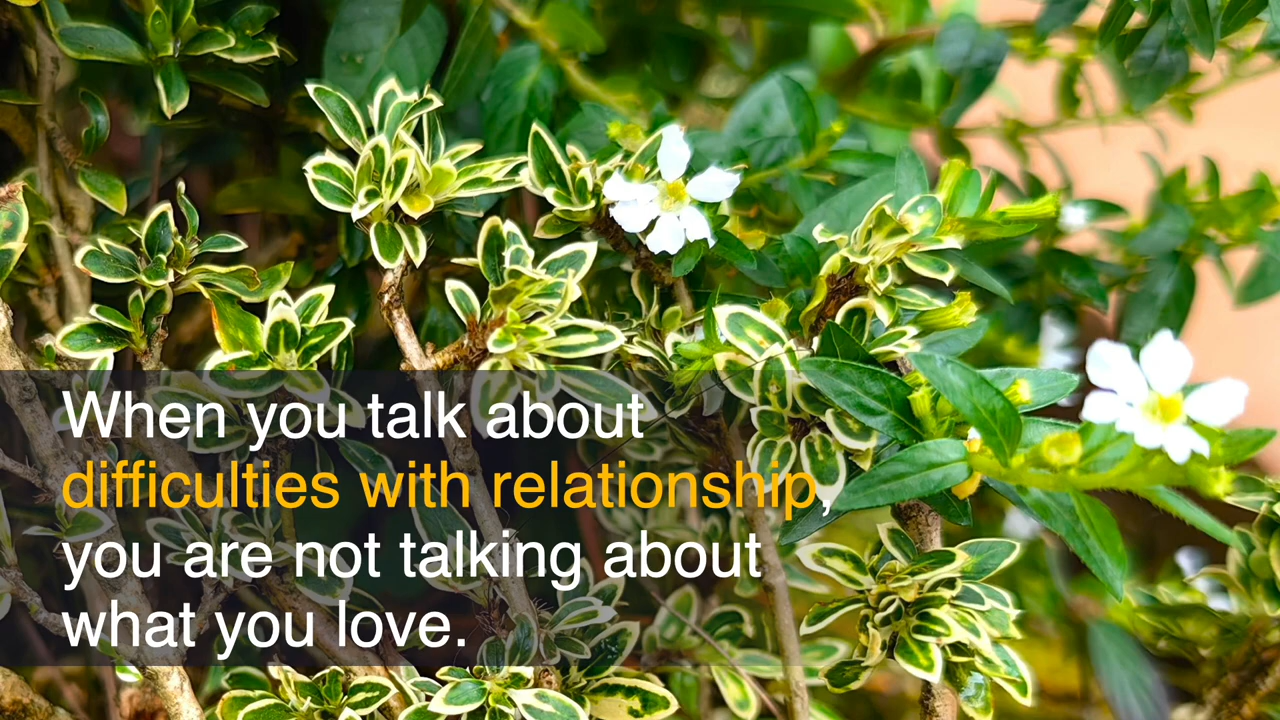 When you talk about
difficulties with relationship,
you are not talking about
what you love.